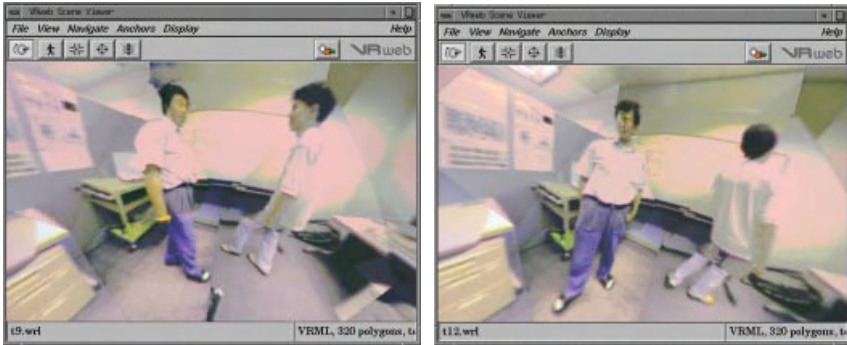 VRweb Scene Viewer
File View Navigate Anchors Display Help
VRweb
t9.wrl VRML, 320 polygons, t
VRweb Scene Viewer
File View Navigate Anchors Display Help
VRweb
t12.wrl VRML, 320 polygons, t